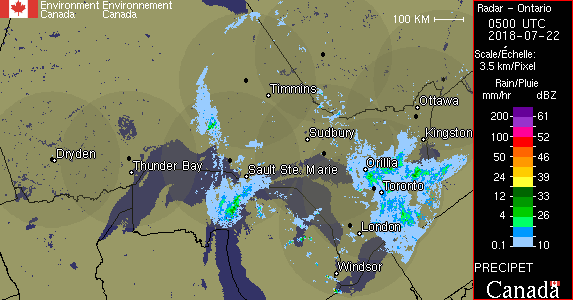 Environment Environnement
Canada Canada
100 KM
Timmins
Ottawa
Sudbury
Kingston
Dryden
Thunder Bay
Sault Ste. Marie
Orillia
Toronto
London
Windsor
Radar - Ontario
0500 UTC
2018-07-22
Scale/Échelle:
3.5 km/Pixel
Rain/Pluie
mm/hr dBZ
200 61
100 52
50 46
24 39
12 33
4 26
2 20
0.1 10
PRECIPET
Canada